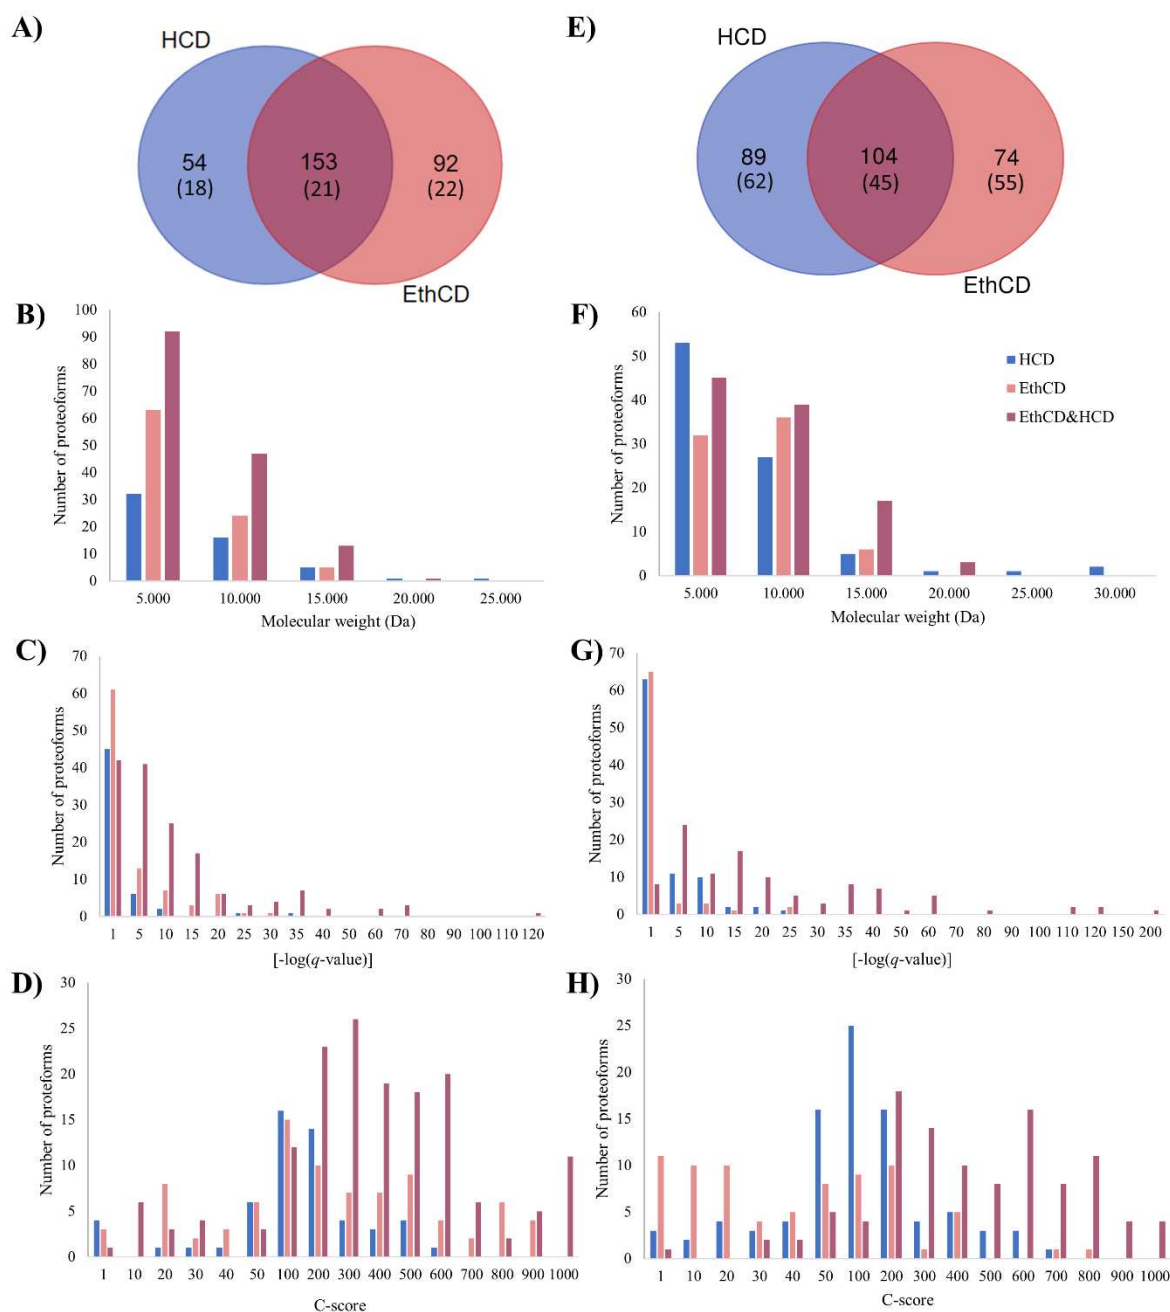 A)
HCD
54
(18)
153
(21)
92
(22)
EthCD
E)
HCD
89
(62)
104
(45)
74
(55)
EthCD
B)
Number of proteoforms
100
90
80
70
60
50
40
30
20
10
0
5.000 10.000 15.000 20.000 25.000
Molecular weight (Da)
F)
Number of proteoforms
60
50
40
30
20
10
0
HCD
EthCD
EthCD&HCD
5.000 10.000 15.000 20.000 25.000 30.000
Molecular weight (Da)
C)
Number of proteoforms
70
60
50
40
30
20
10
0
1 5 10 15 20 25 30 35 40 50 60 70 80 90 100 110 120
[-log(q-value)]
G)
Number of proteoforms
70
60
50
40
30
20
10
0
1 5 10 15 20 25 30 35 40 50 60 70 80 90 100 110 120 150 200
[-log(q-value)]
D)
Number of proteforms
30
25
20
15
10
5
0
1 10 20 30 40 50 100 200 300 400 500 600 700 800 900 1000
C-score
H)
Number of proteoforms
30
25
20
15
10
5
0
1 10 20 30 40 50 100 200 300 400 500 600 700 800 900 1000
C-score